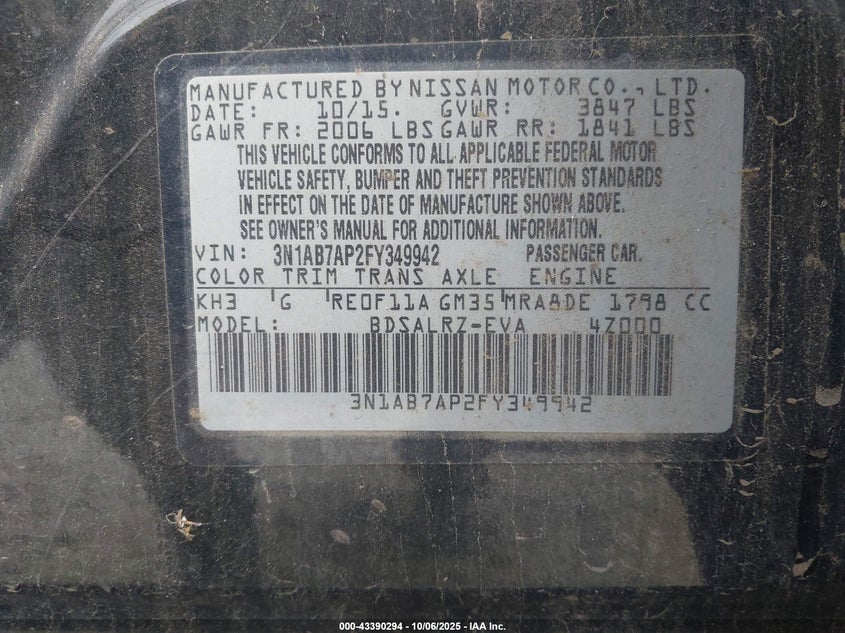 MANUFACTURED BY NISSAN MOTOR CO., LTD.
DATE: 10/15. GVWR: 3847 LBS
GAWR FR: 2006 LBS GAWR RR: 1841 LBS
THIS VEHICLE CONFORMS TO ALL APPLICABLE FEDERAL MOTOR
VEHICLE SAFETY, BUMPER AND THEFT PREVENTION STANDARDS
IN EFFECT ON THE DATE OF MANUFACTURE SHOWN ABOVE.
SEE OWNER'S MANUAL FOR ADDITIONAL INFORMATION.
VIN: 3N1AB7AP2FY349942 PASSENGER CAR.
COLOR TRIM TRANS AXLE ENGINE
KH3 G RE0F11A GM35 MRA8DE 1798 CC
MODEL: BDSALRZ-EVA 4Z000
3N1AB7AP2FY349942
000-43390294 - 10/06/2025 - IAA Inc.